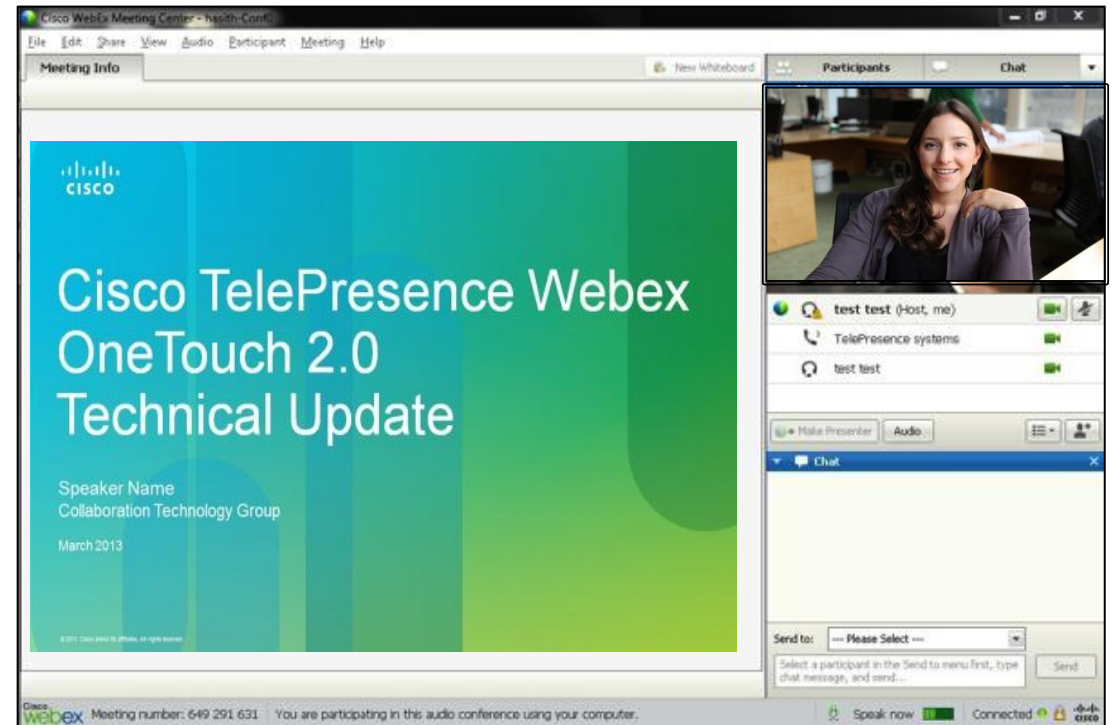 Cisco WebEx Meeting Center - hasith-Conf
File Edit Share View Audio Participant Meeting Help
Meeting Info
New Whiteboard
Participants
Chat
CISCO
Cisco TelePresence Webex
OneTouch 2.0
Technical Update
Speaker Name
Collaboration Technology Group
March 2013
test test (Host, me)
TelePresence systems
test test
Make Presenter
Audio
Chat
Send to: --- Please Select ---
Select a participant in the Send to menu first, type
chat message, and send...
Send
Cisco
webex Meeting number: 649 291 631 You are participating in this audio conference using your computer.
Speak now
Connected
CISCO